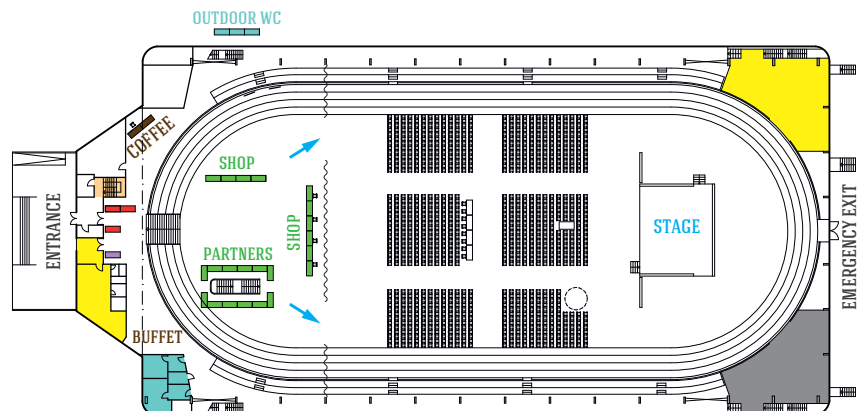 OUTDOOR WC
COFFEE
SHOP
ENTRANCE
SHOP
PARTNERS
STAGE
EMERGENCY EXIT
BUFFET